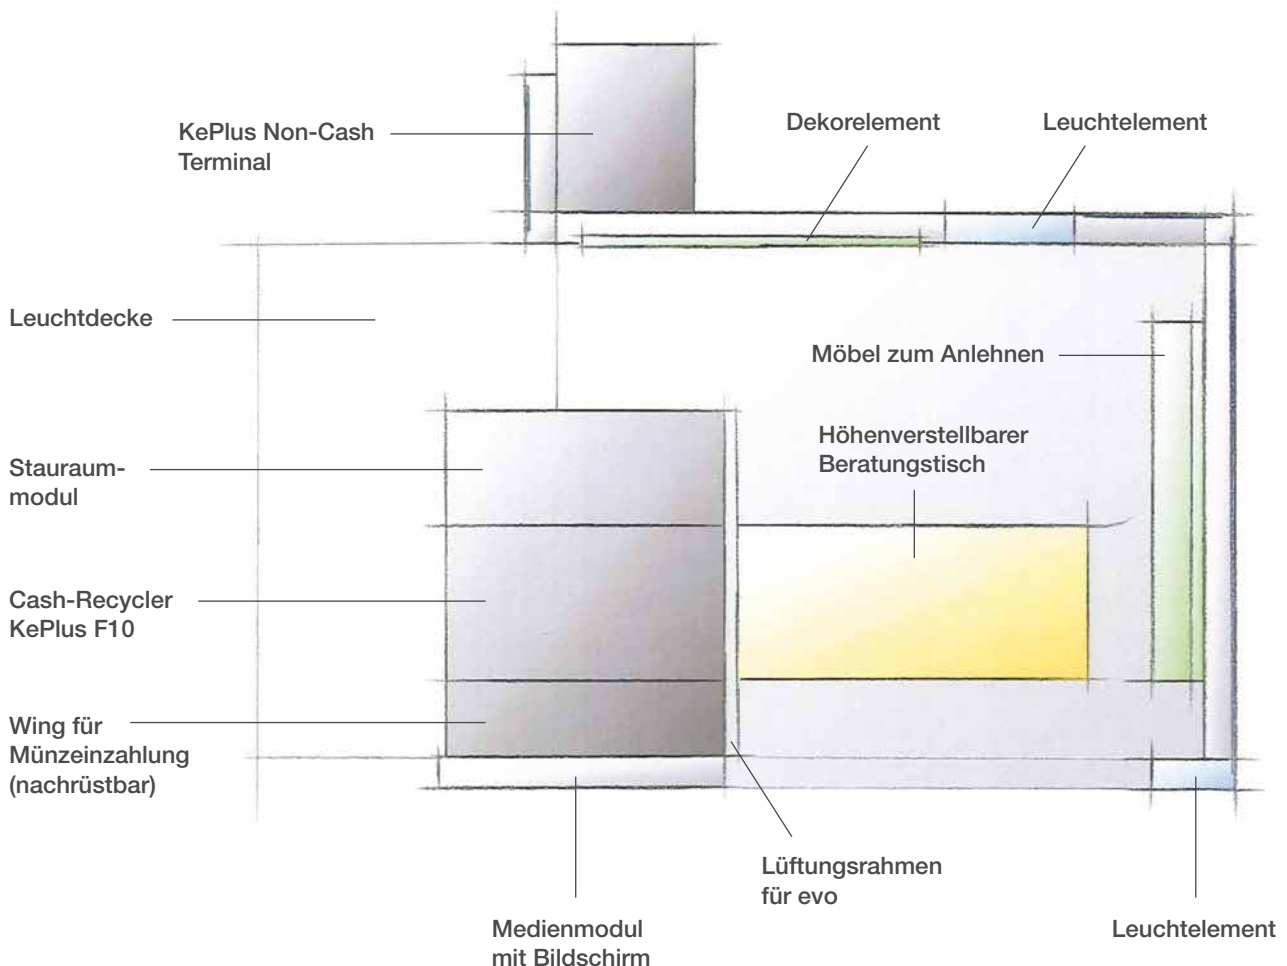 KePlus Non-Cash
Terminal
Dekorelement
Leuchtelement
Leuchtdecke
Möbel zum Anlehnen
Höhenverstellbarer
Beratungstisch
Stauraum-
modul
Cash-Recycler
KePlus F10
Wing für
Münzeinzahlung
(nachrüstbar)
Lüftungsrahmen
für evo
Medienmodul
mit Bildschirm
Leuchtelement